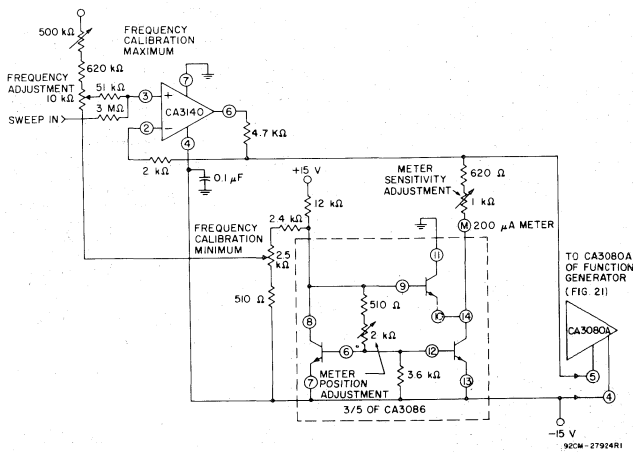 500 kΩ
FREQUENCY
CALIBRATION
MAXIMUM
620 kΩ
FREQUENCY
ADJUSTMENT
10 kΩ
51 kΩ
3 MΩ
SWEEP IN
7
3
+
CA3140
6
2
–
4
4.7 KΩ
2 kΩ
0.1 μF
+15 V
12 kΩ
METER
SENSITIVITY
ADJUSTMENT
620 Ω
1 kΩ
M
200 μA METER
2.4 kΩ
FREQUENCY
CALIBRATION
MINIMUM
2.5
kΩ
510 Ω
11
9
10
14
8
510 Ω
2 kΩ
6
12
7
METER
POSITION
ADJUSTMENT
3.6 kΩ
13
3/5 OF CA3086
TO CA3080A
OF FUNCTION
GENERATOR
(FIG. 21)
CA3080A
5
4
-15 V
92CM-27924R1